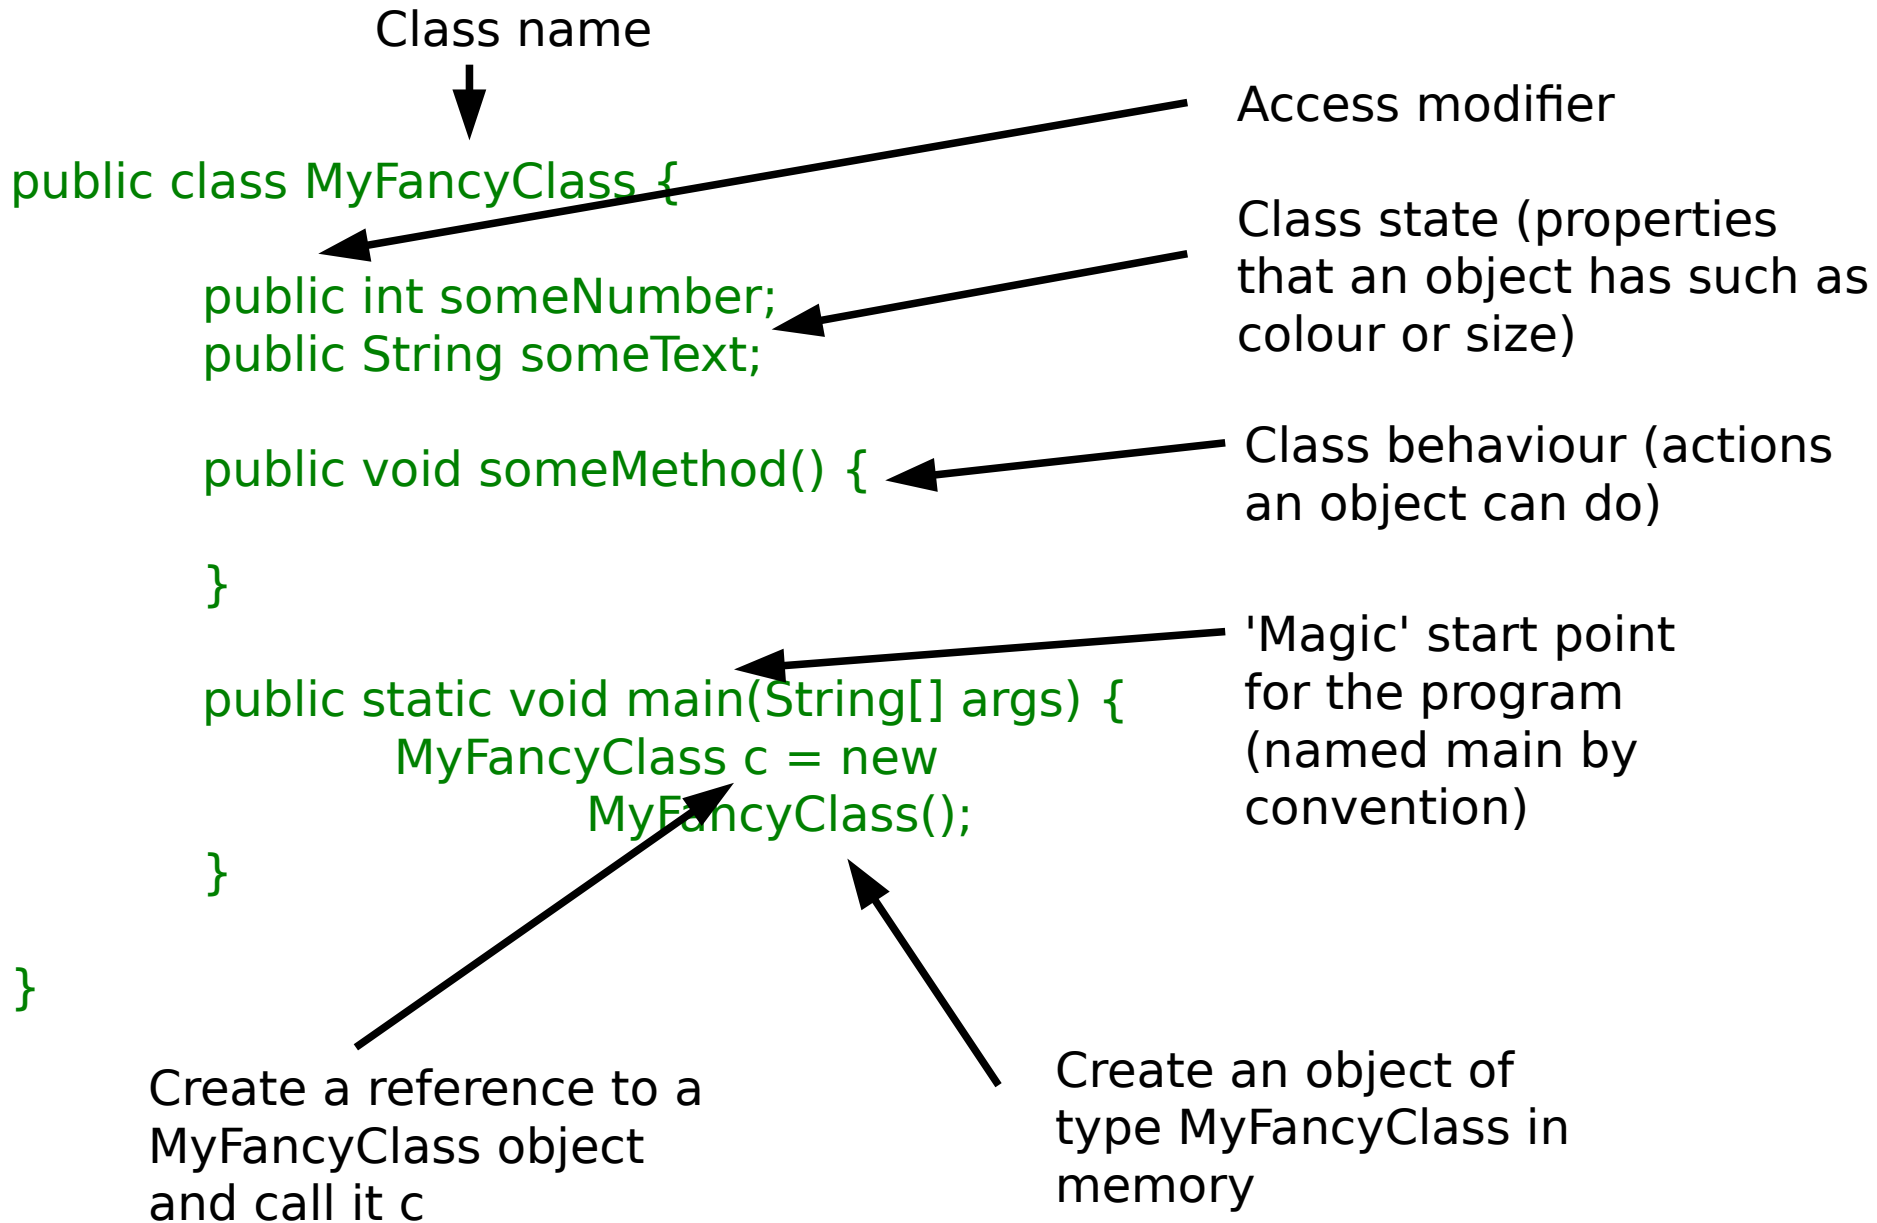 Class name
Access modifier
public class MyFancyClass {
Class state (properties
that an object has such as
colour or size)
public int someNumber;
public String someText;
Class behaviour (actions
an object can do)
public void someMethod() {
}
'Magic' start point
for the program
(named main by
convention)
public static void main(String[] args) {
MyFancyClass c = new
MyFancyClass();
}
}
Create a reference to a
MyFancyClass object
and call it c
Create an object of
type MyFancyClass in
memory